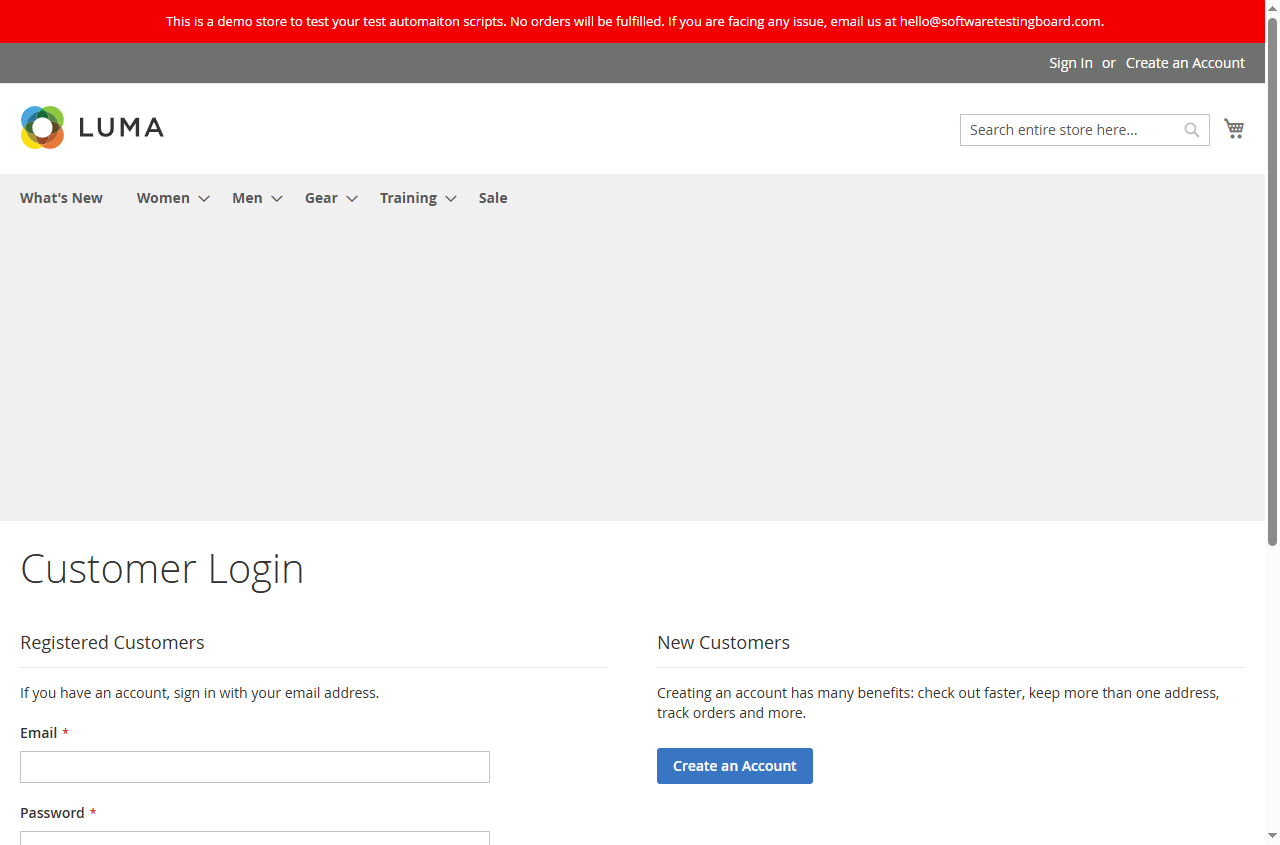 This is a demo store to test your test automaiton scripts. No orders will be fulfilled. If you are facing any issue, email us at hello@softwaretestingboard.com.
Sign In or Create an Account
LUMA
Search entire store here...
What's New Women Men Gear Training Sale
Customer Login
Registered Customers
If you have an account, sign in with your email address.
Email *
Password *
New Customers
Creating an account has many benefits: check out faster, keep more than one address,
track orders and more.
Create an Account